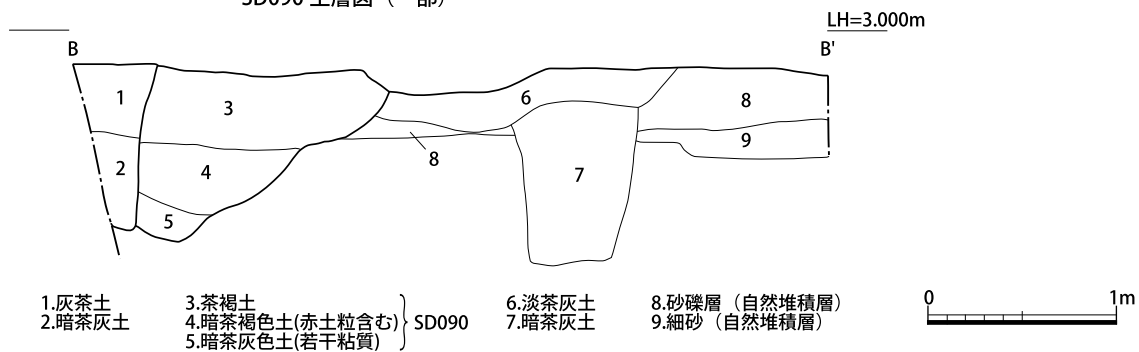 LH=3.000m
B B'
1
3
6
8
2
4
8
9
5
7
1.灰茶土
2.暗茶灰土
3.茶褐土
4.暗茶褐色土(赤土粒含む)
5.暗茶灰色土(若干粘質)
SD090
6.淡茶灰土
7.暗茶灰土
8.砂礫層（自然堆積層）
9.細砂（自然堆積層）
0 1m